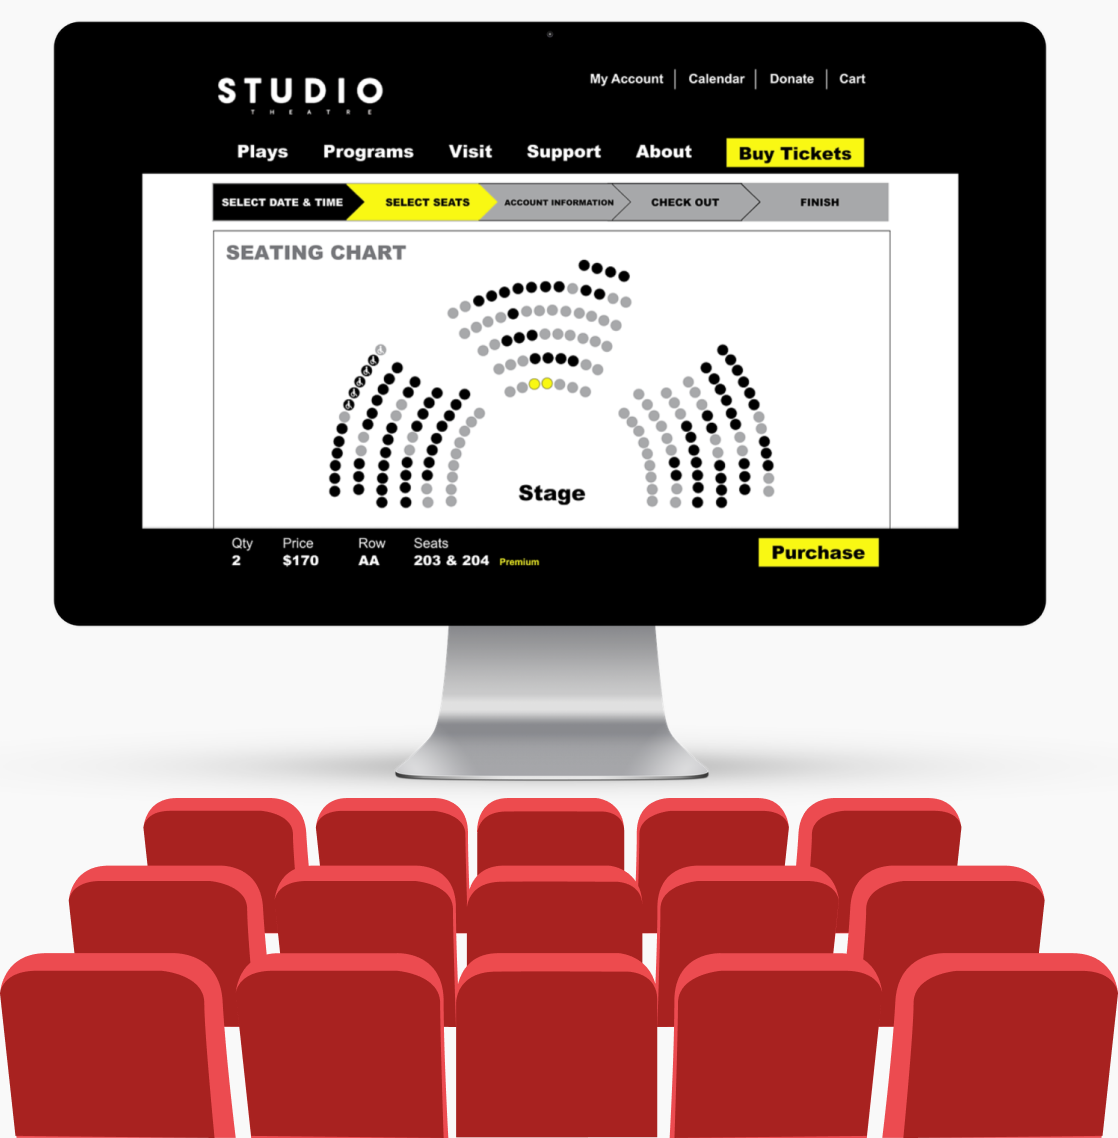 STUDIO
THEATRE
My Account
Calendar
Donate
Cart
Plays
Programs
Visit
Support
About
Buy Tickets
SELECT DATE & TIME
SELECT SEATS
ACCOUNT INFORMATION
CHECK OUT
FINISH
SEATING CHART
Stage
Qty
Price
Row
Seats
2
$170
AA
203 & 204
Premium
Purchase